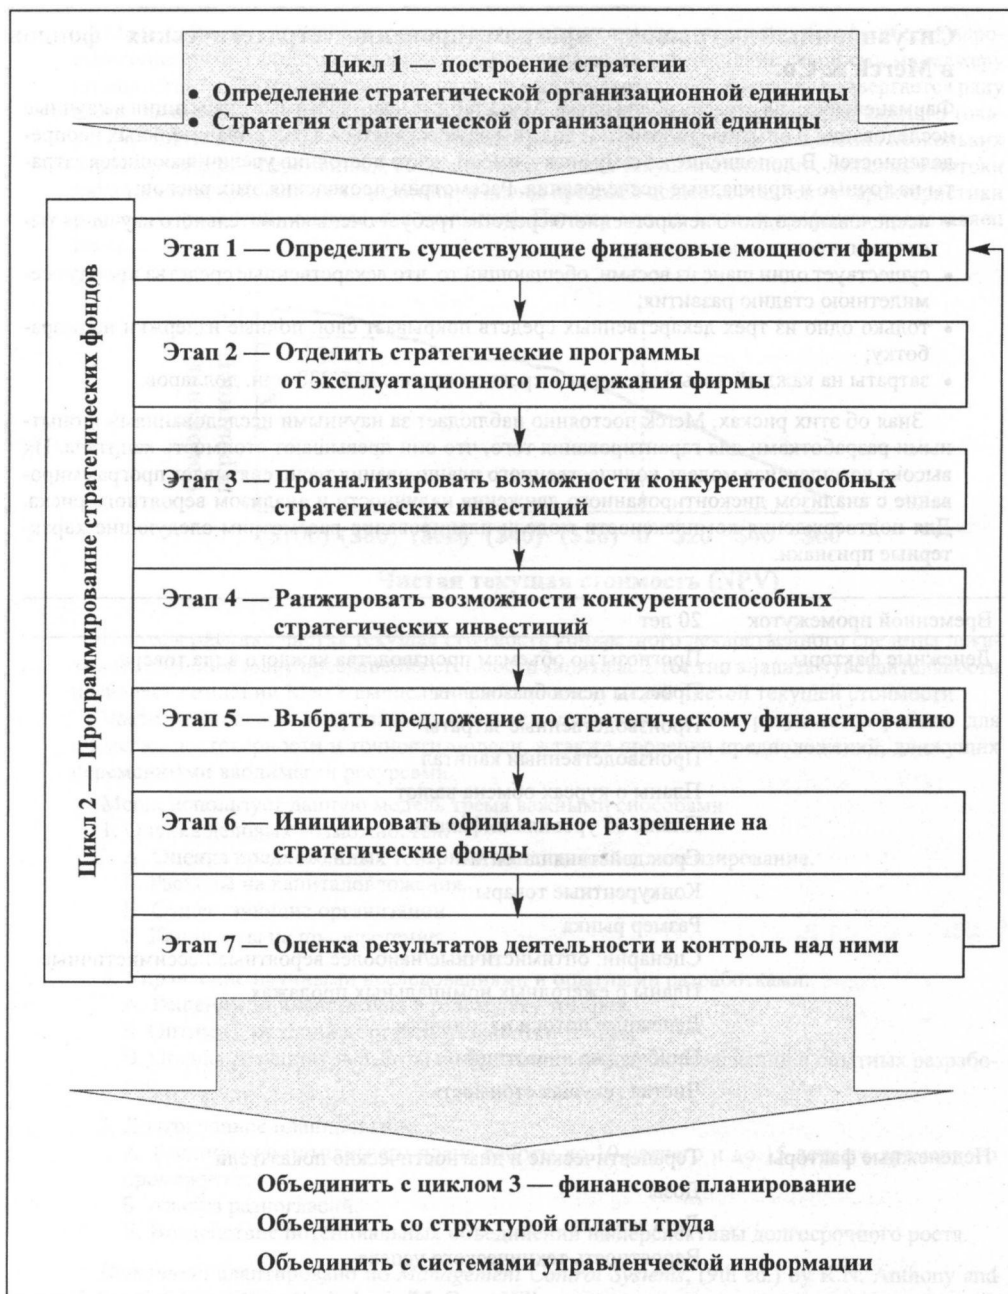 Цикл 1 — построение стратегии
• Определение стратегической организационной единицы
• Стратегия стратегической организационной единицы
Цикл 2 — Программирование стратегических фондов
Этап 1 — Определить существующие финансовые мощности фирмы
Этап 2 — Отделить стратегические программы
от эксплуатационного поддержания фирмы
Этап 3 — Проанализировать возможности конкурентоспособных
стратегических инвестиций
Этап 4 — Ранжировать возможности конкурентоспособных
стратегических инвестиций
Этап 5 — Выбрать предложение по стратегическому финансированию
Этап 6 — Инициировать официальное разрешение на
стратегические фонды
Этап 7 — Оценка результатов деятельности и контроль над ними
Объединить с циклом 3 — финансовое планирование
Объединить со структурой оплаты труда
Объединить с системами управленческой информации